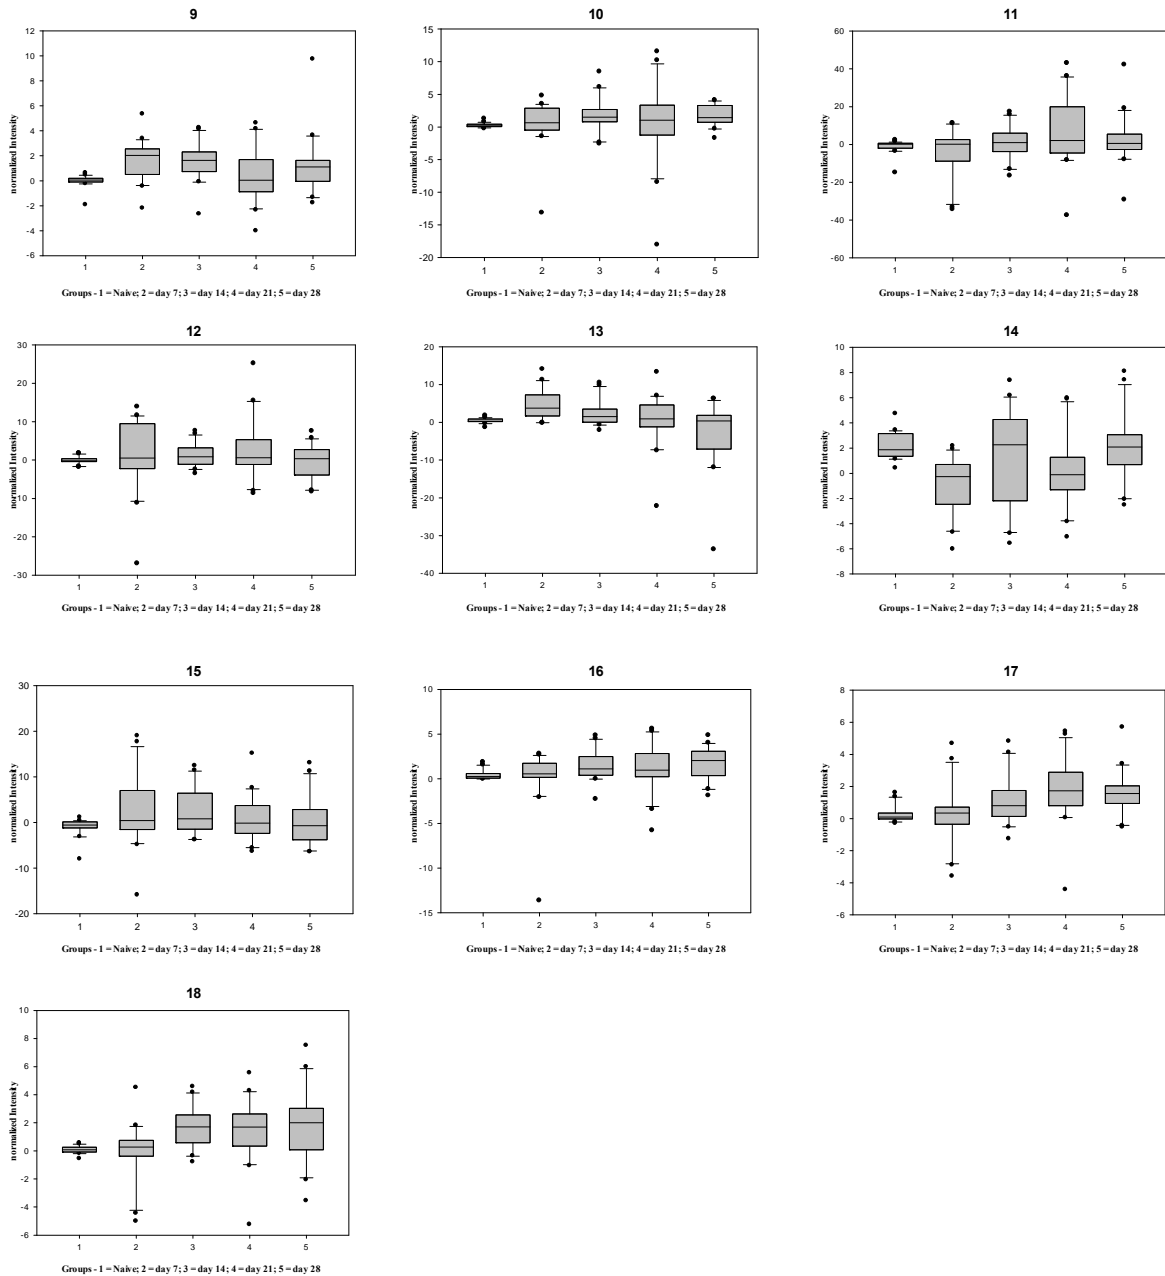 9
12
10
8
6
4
2
0
-2
-4
-6
normalized Intensity
1 2 3 4 5
Groups - 1 = Naive; 2 = day 7; 3 = day 14; 4 = day 21; 5 = day 28
10
15
10
5
0
-5
-10
-15
-20
normalized Intensity
1 2 3 4 5
Groups - 1 = Naive; 2 = day 7; 3 = day 14; 4 = day 21; 5 = day 28
11
60
40
20
0
-20
-40
-60
normalized Intensity
1 2 3 4 5
Groups - 1 = Naive; 2 = day 7; 3 = day 14; 4 = day 21; 5 = day 28
12
30
20
10
0
-10
-20
-30
normalized Intensity
1 2 3 4 5
Groups - 1 = Naive; 2 = day 7; 3 = day 14; 4 = day 21; 5 = day 28
13
20
10
0
-10
-20
-30
-40
normalized Intensity
1 2 3 4 5
Groups - 1 = Naive; 2 = day 7; 3 = day 14; 4 = day 21; 5 = day 28
14
10
8
6
4
2
0
-2
-4
-6
-8
normalized Intensity
1 2 3 4 5
Groups - 1 = Naive; 2 = day 7; 3 = day 14; 4 = day 21; 5 = day 28
15
30
20
10
0
-10
-20
normalized Intensity
1 2 3 4 5
Groups - 1 = Naive; 2 = day 7; 3 = day 14; 4 = day 21; 5 = day 28
16
10
5
0
-5
-10
-15
normalized Intensity
1 2 3 4 5
Groups - 1 = Naive; 2 = day 7; 3 = day 14; 4 = day 21; 5 = day 28
17
8
6
4
2
0
-2
-4
-6
normalized Intensity
1 2 3 4 5
Groups - 1 = Naive; 2 = day 7; 3 = day 14; 4 = day 21; 5 = day 28
18
10
8
6
4
2
0
-2
-4
-6
normalized Intensity
1 2 3 4 5
Groups - 1 = Naive; 2 = day 7; 3 = day 14; 4 = day 21; 5 = day 28